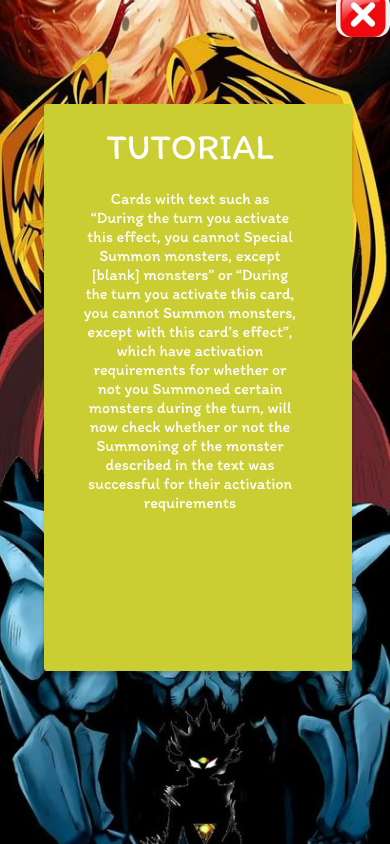 TUTORIAL
Cards with text such as
“During the turn you activate
this effect, you cannot Special
Summon monsters, except
[blank] monsters” or “During
the turn you activate this card,
you cannot Summon monsters,
except with this card's effect”,
which have activation
requirements for whether or
not you Summoned certain
monsters during the turn, will
now check whether or not the
Summoning of the monster
described in the text was
successful for their activation
requirements